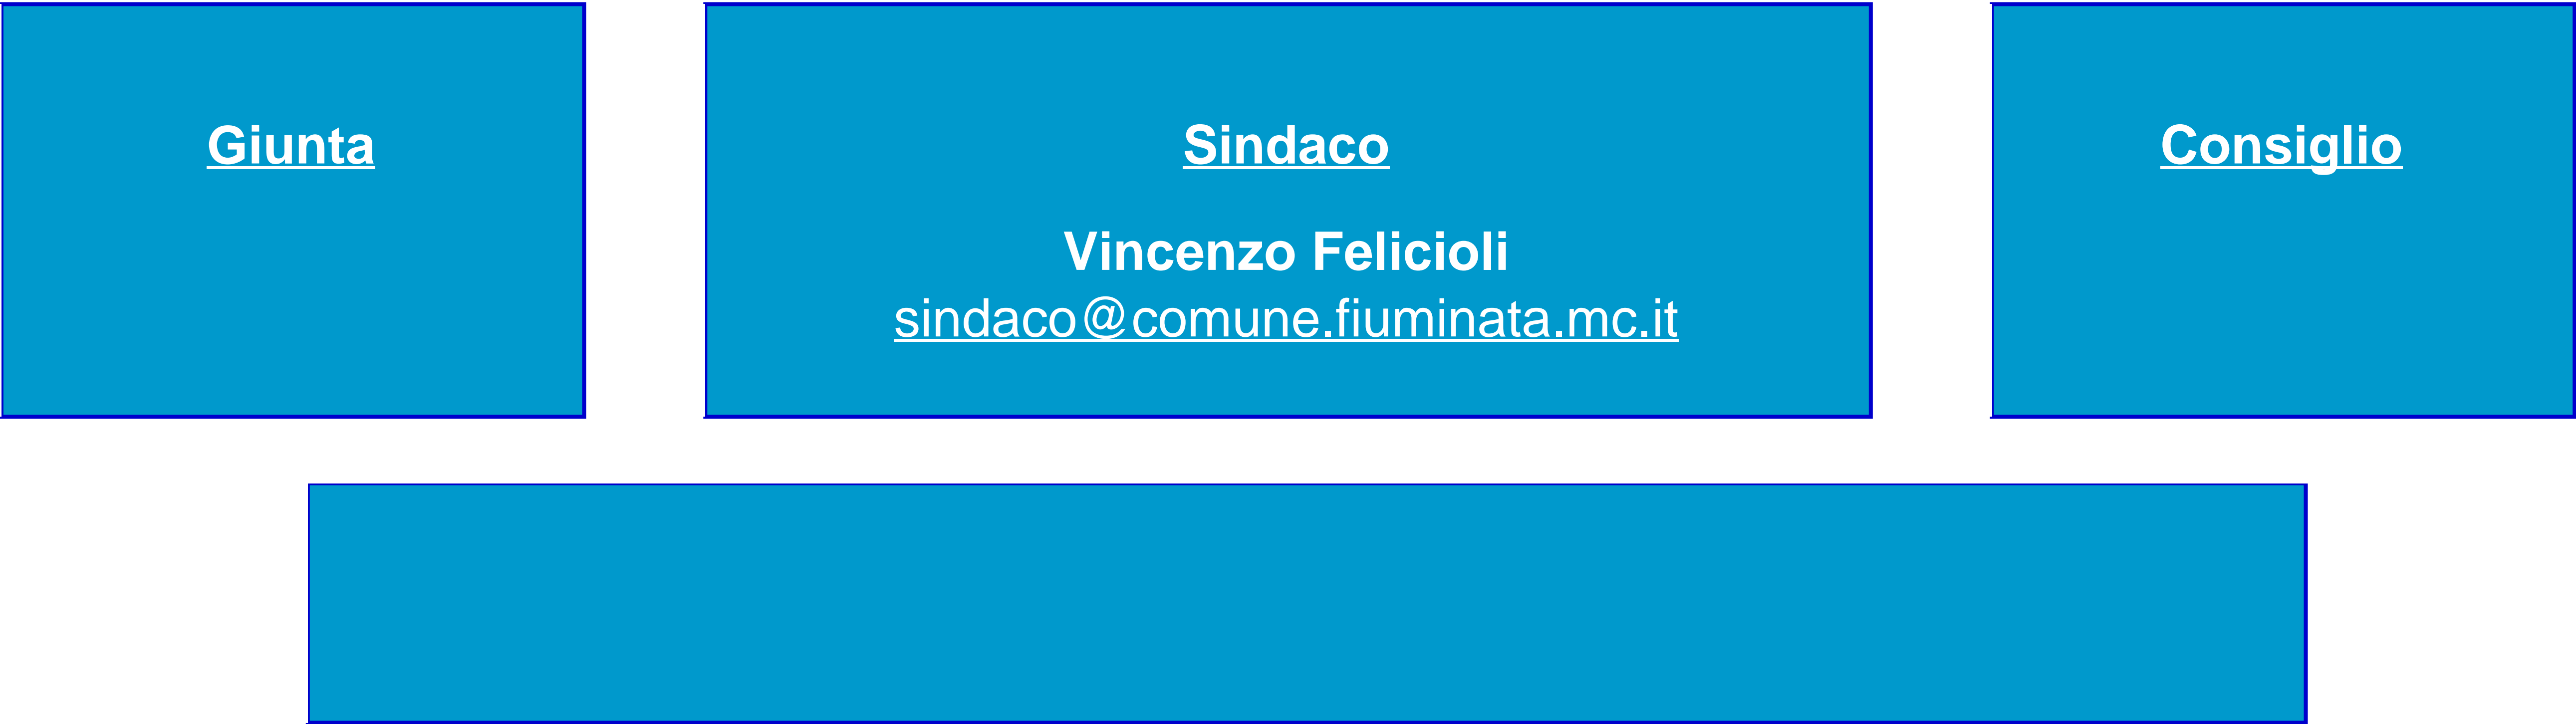 Giunta
Sindaco
Vincenzo Felicioli
sindaco@comune.fiuminata.mc.it
Consiglio